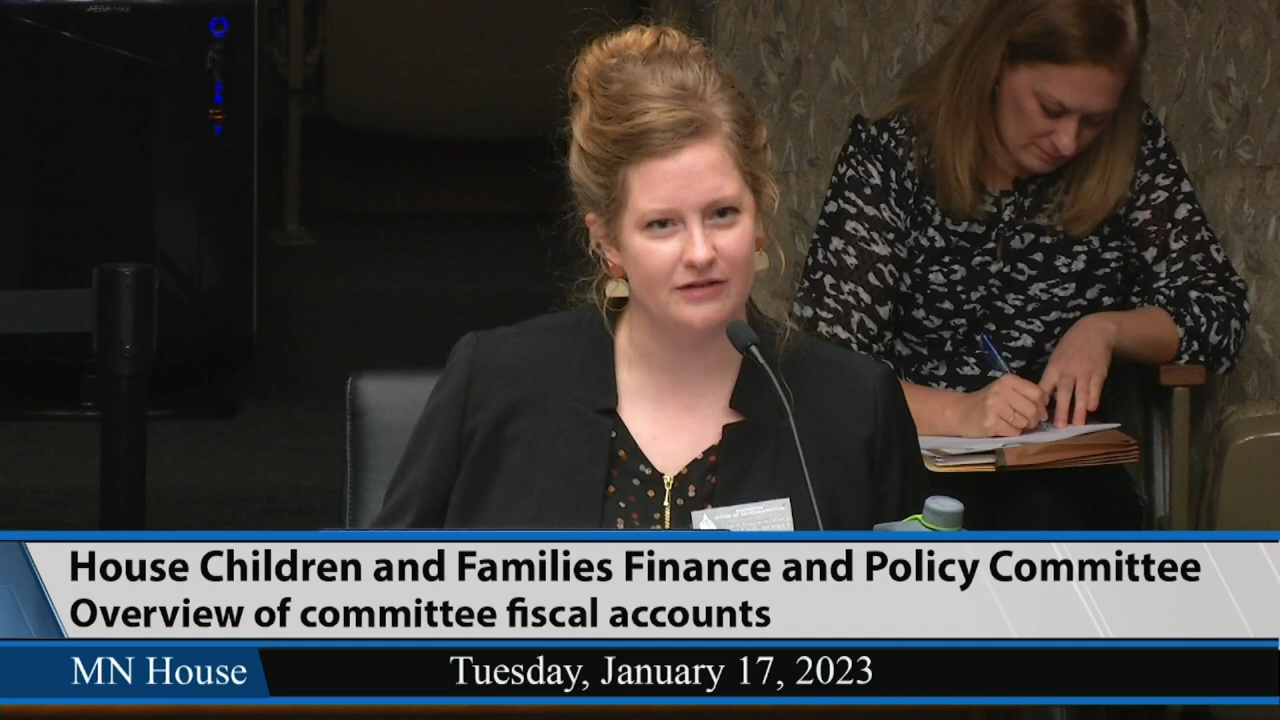 House Children and Families Finance and Policy Committee
Overview of committee fiscal accounts
MN House
Tuesday, January 17, 2023